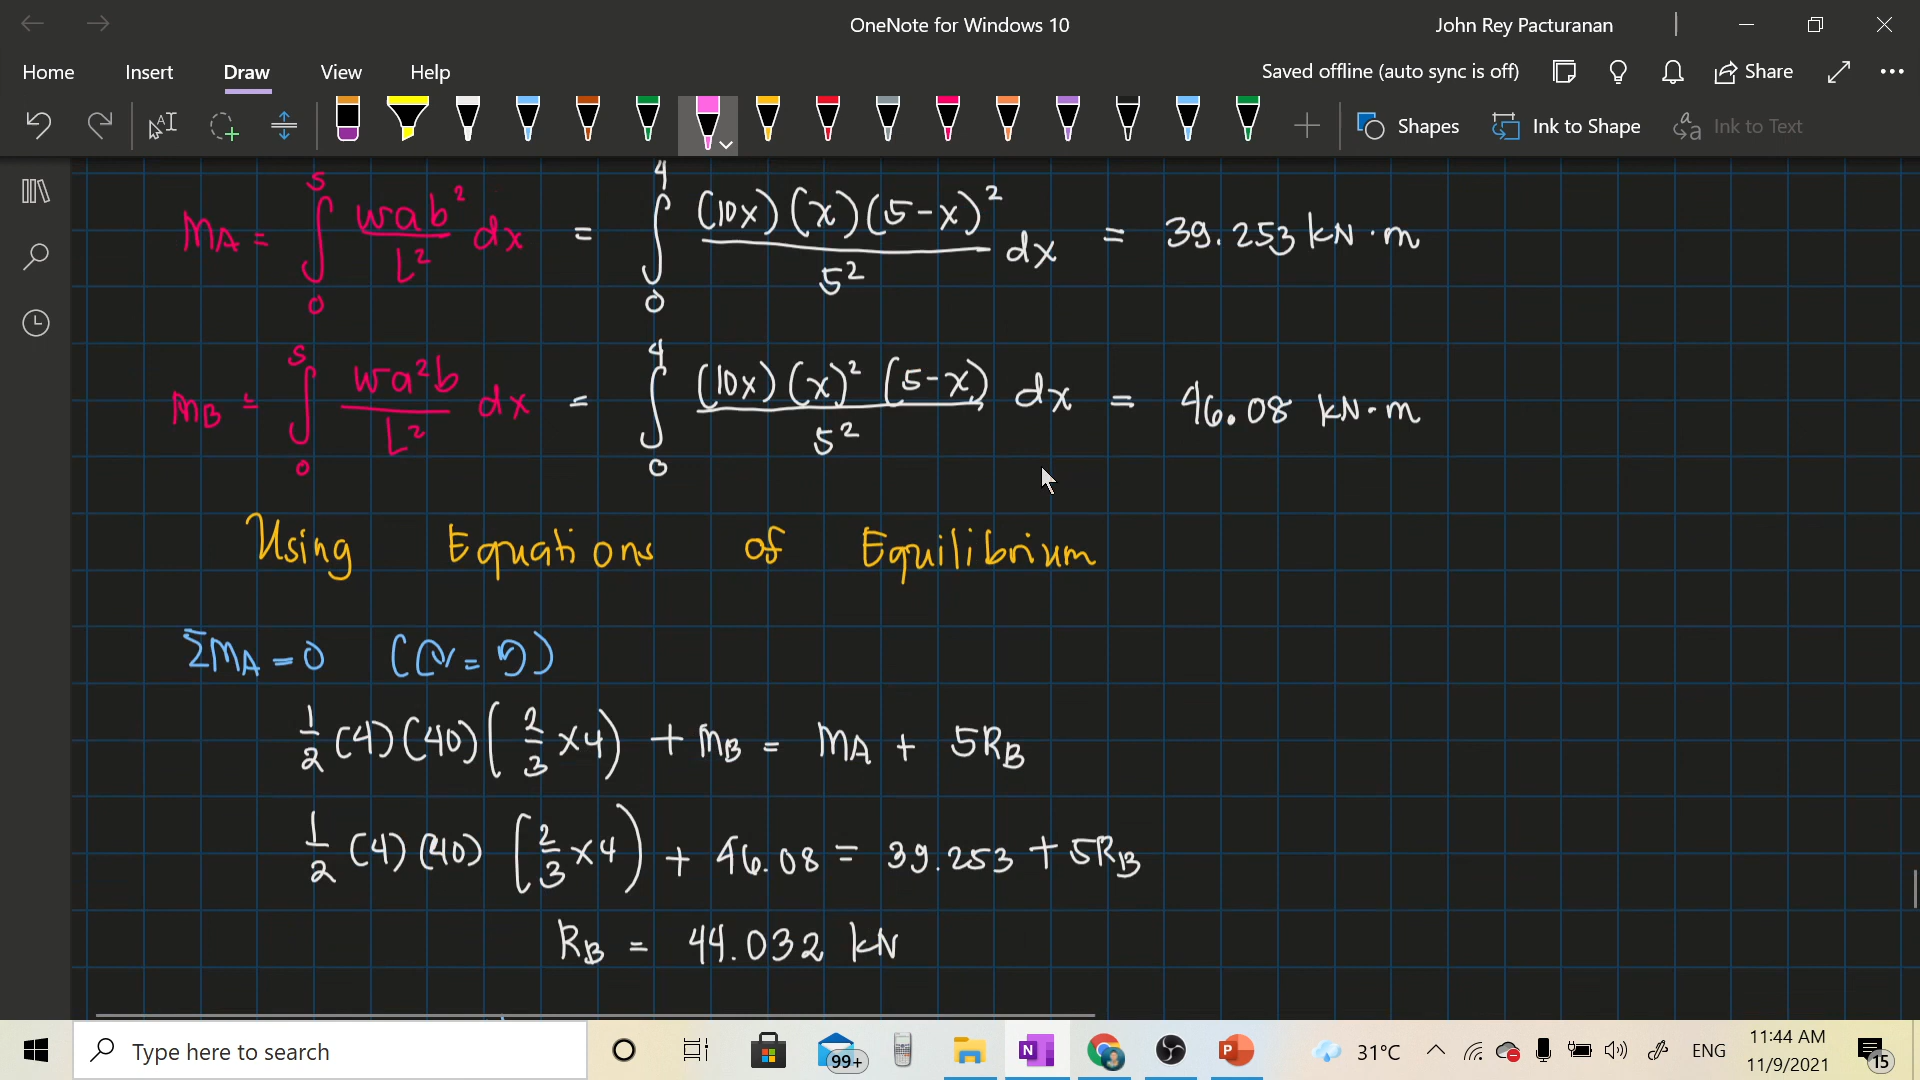 OneNote for Windows 10
John Rey Pacturanan
Home Insert Draw View Help
Saved offline (auto sync is off) Share
Shapes Ink to Shape Ink to Text
MA = ∫₀⁵ wab²/L² dx = ∫₀⁴ (10x)(x)(5-x)²/5² dx = 39.253 kN·m
MB = ∫₀⁵ wa²b/L² dx = ∫₀⁴ (10x)(x)²(5-x)/5² dx = 46.08 kN·m
Using Equations of Equilibrium
ΣMA = 0 (↻ = ↺)
1/2 (4)(40)(2/3 x4) + MB = MA + 5RB
1/2 (4)(40)(2/3 x4) + 46.08 = 39.253 + 5RB
RB = 44.032 kN
Type here to search
99+
31°C
ENG
11:44 AM
11/9/2021
15